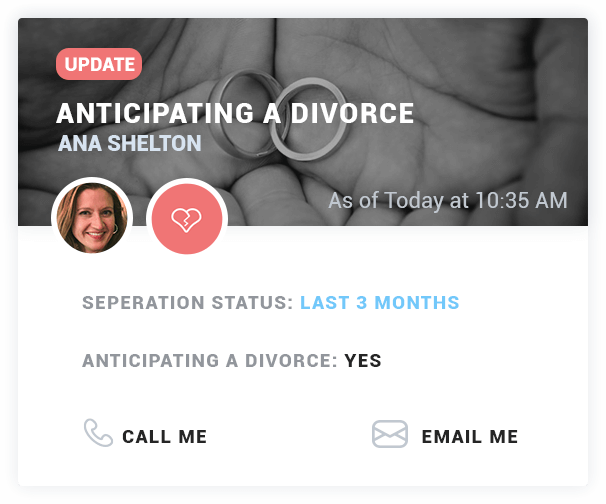 UPDATE
ANTICIPATING A DIVORCE
ANA SHELTON
As of Today at 10:35 AM
SEPERATION STATUS: LAST 3 MONTHS
ANTICIPATING A DIVORCE: YES
CALL ME
EMAIL ME